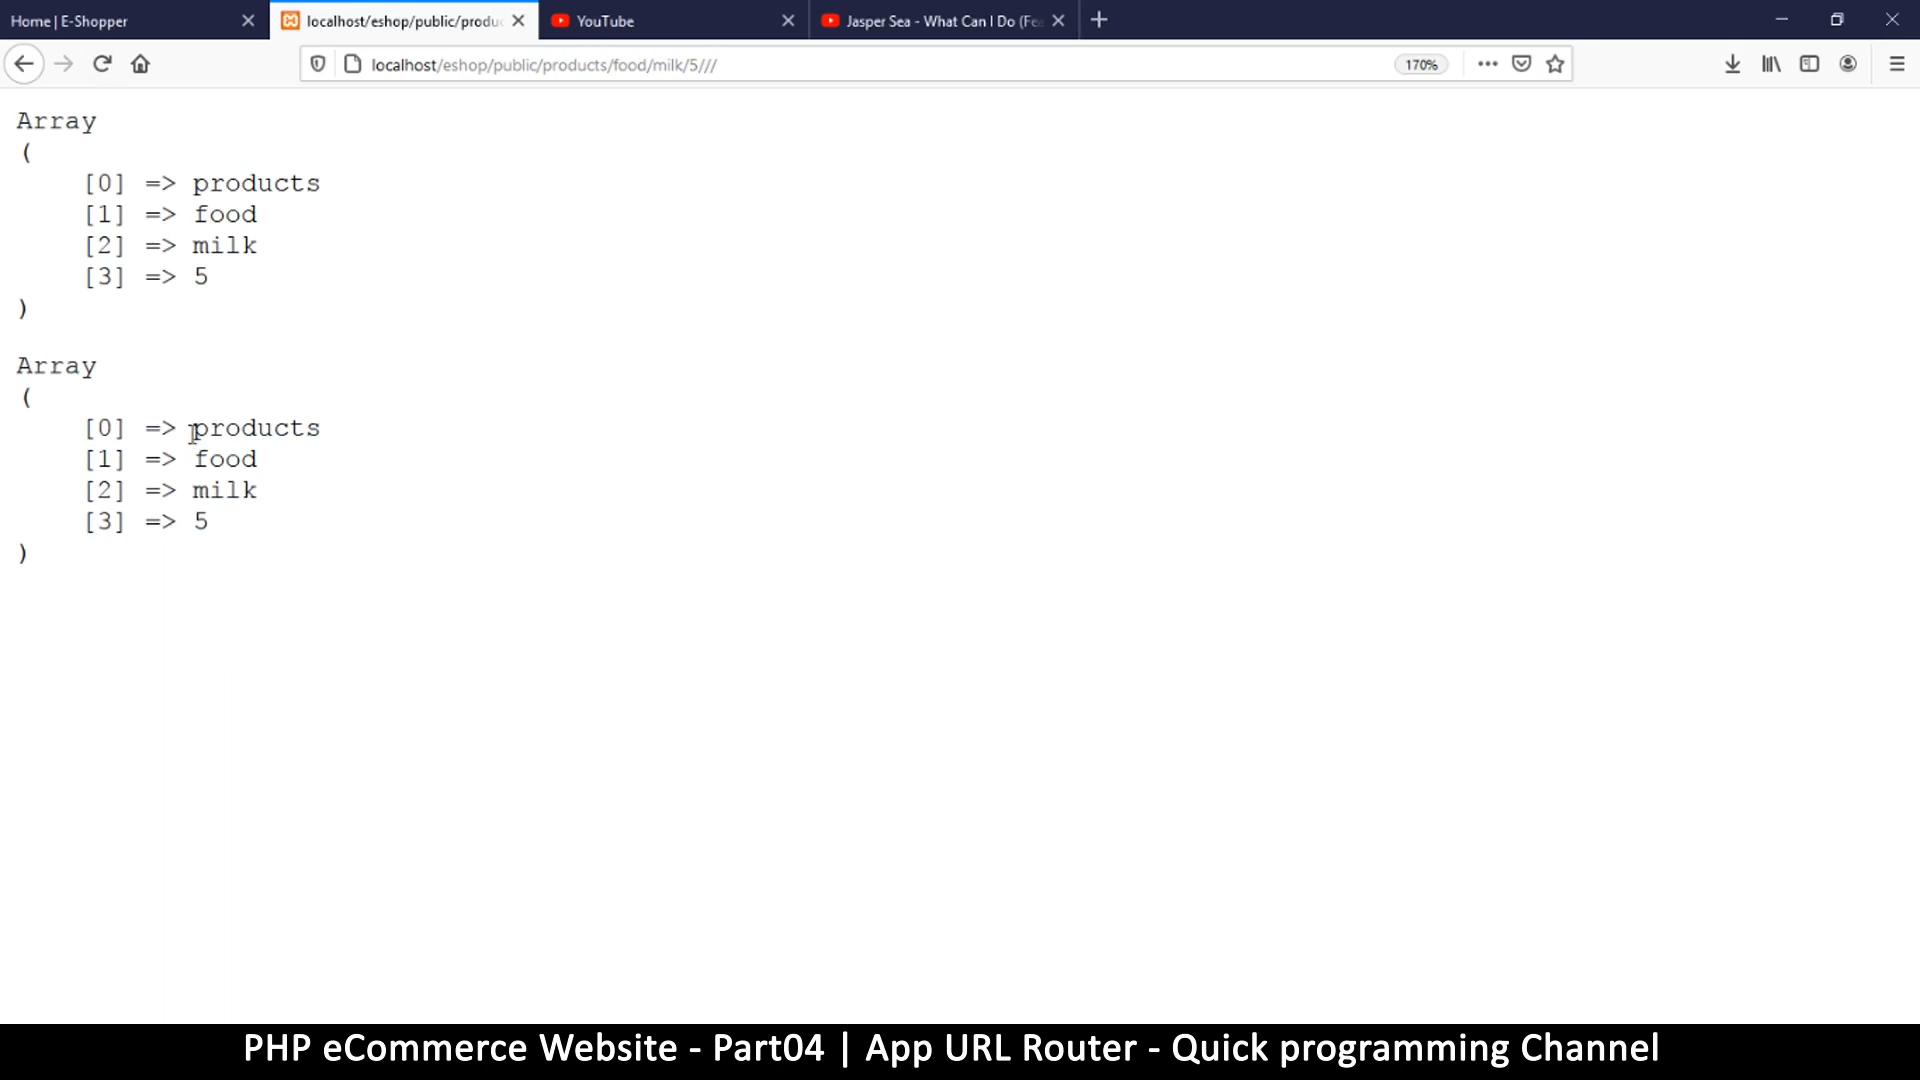 Home | E-Shopper
localhost/eshop/public/produc
YouTube
Jasper Sea - What Can I Do (Fea
localhost/eshop/public/products/food/milk/5///
170%
Array
(
[0] => products
[1] => food
[2] => milk
[3] => 5
)
Array
(
[0] => products
[1] => food
[2] => milk
[3] => 5
)
PHP eCommerce Website - Part04 | App URL Router - Quick programming Channel